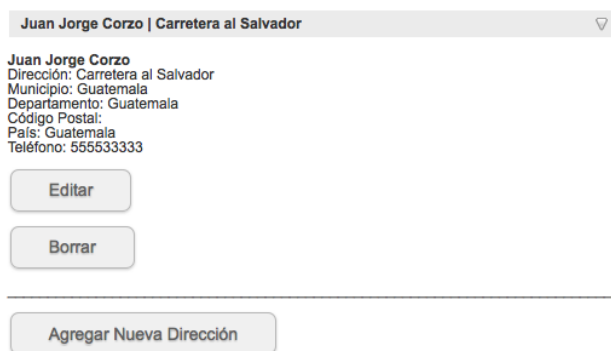 Juan Jorge Corzo | Carretera al Salvador
Juan Jorge Corzo
Dirección: Carretera al Salvador
Municipio: Guatemala
Departamento: Guatemala
Código Postal:
País: Guatemala
Teléfono: 555533333
Editar
Borrar
Agregar Nueva Dirección